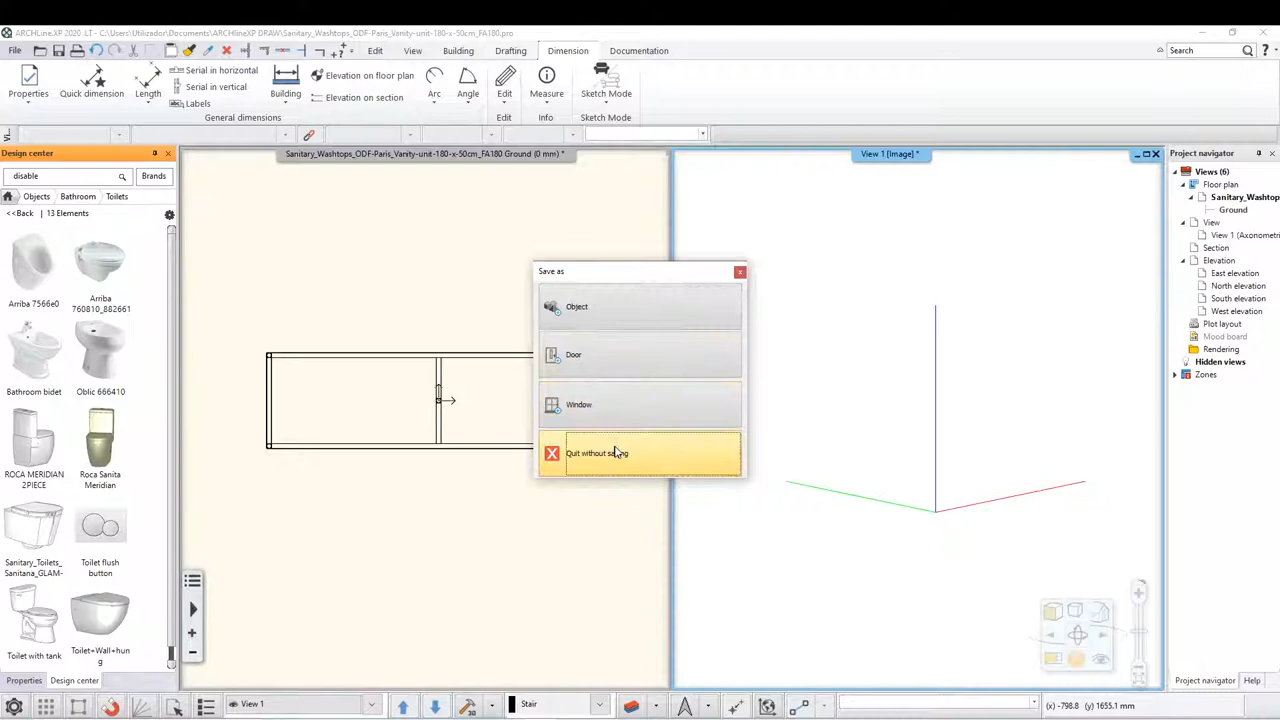 ARCHLine.XP 2020  LT - C:\Users\Utilizador\Documents\ARCHlineXP DRAW\Sanitary_Washtops_ODF-Paris_Vanity-unit-180-x-50cm_FA180.pro
File
Edit View Building Drafting Dimension Documentation
Search
Properties
Quick dimension
Length
Serial in horizontal
Serial in vertical
Labels
Building
Elevation on floor plan
Elevation on section
Arc
Angle
Edit
Measure
Sketch Mode
General dimensions
Edit
Info
Sketch Mode
Design center
Sanitary_Washtops_ODF-Paris_Vanity-unit-180-x-50cm_FA180 Ground (0 mm) *
View 1 [Image] *
Project navigator
disable
Brands
Objects Bathroom Toilets
<<Back 13 Elements
Arriba 7566e0
Arriba
760810_882661
Bathroom bidet
Oblic 666410
ROCA MERIDIAN
2PIECE
Roca Sanita
Meridian
Sanitary_Toilets_
Sanitana_GLAM-
Toilet flush
button
Toilet with tank
Toilet+Wall+hun
g
Properties
Design center
Save as
Object
Door
Window
Quit without saving
Views (6)
Floor plan
Sanitary_Washtop
Ground
View
View 1 (Axonometri
Section
Elevation
East elevation
North elevation
South elevation
West elevation
Plot layout
Mood board
Rendering
Hidden views
Zones
Project navigator
Help
View 1
Stair
(x) -798.8  (y) 1655.1 mm